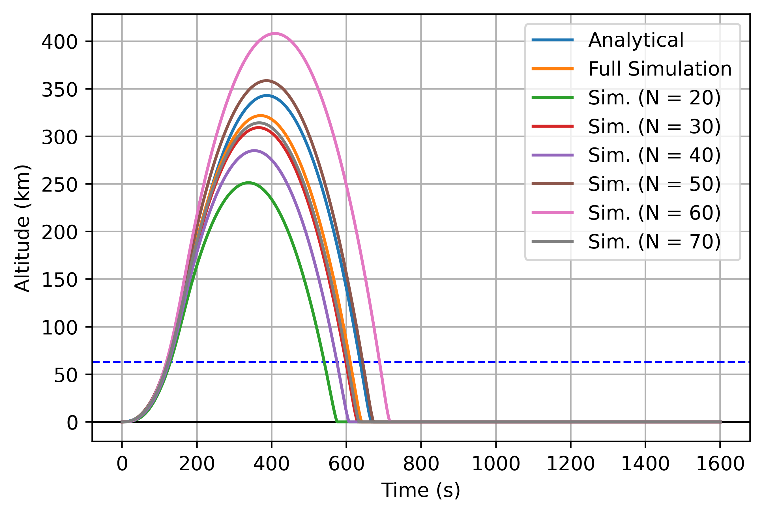 Altitude (km)
400
350
300
250
200
150
100
50
0
Analytical
Full Simulation
Sim. (N = 20)
Sim. (N = 30)
Sim. (N = 40)
Sim. (N = 50)
Sim. (N = 60)
Sim. (N = 70)
0 200 400 600 800 1000 1200 1400 1600
Time (s)